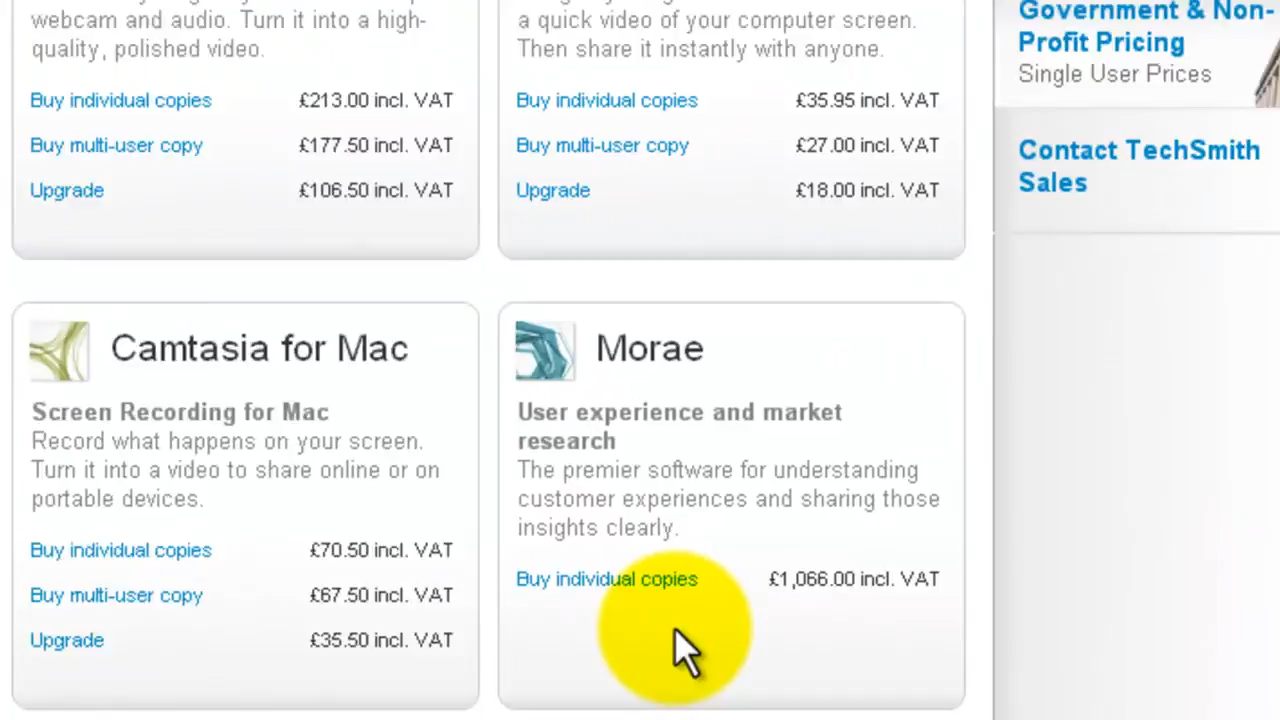 webcam and audio. Turn it into a high-
quality, polished video.
Buy individual copies £213.00 incl. VAT
Buy multi-user copy £177.50 incl. VAT
Upgrade £106.50 incl. VAT
a quick video of your computer screen.
Then share it instantly with anyone.
Buy individual copies £35.95 incl. VAT
Buy multi-user copy £27.00 incl. VAT
Upgrade £18.00 incl. VAT
Government & Non-
Profit Pricing
Single User Prices
Contact TechSmith
Sales
Camtasia for Mac
Screen Recording for Mac
Record what happens on your screen.
Turn it into a video to share online or on
portable devices.
Buy individual copies £70.50 incl. VAT
Buy multi-user copy £67.50 incl. VAT
Upgrade £35.50 incl. VAT
Morae
User experience and market
research
The premier software for understanding
customer experiences and sharing those
insights clearly.
Buy individual copies £1,066.00 incl. VAT